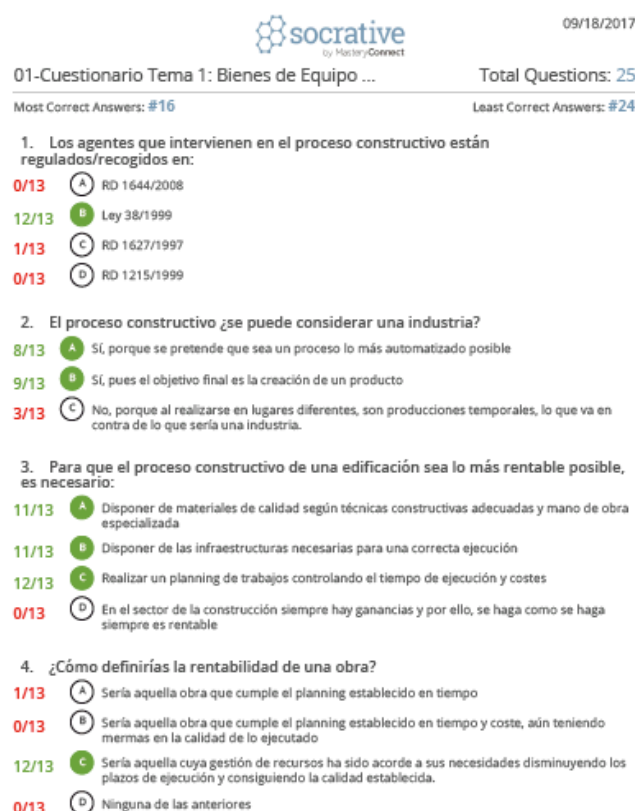 socrative
by MasteryConnect
09/18/2017
01-Cuestionario Tema 1: Bienes de Equipo ...
Total Questions: 25
Most Correct Answers: #16
Least Correct Answers: #24
1. Los agentes que intervienen en el proceso constructivo están
regulados/recogidos en:
0/13 A RD 1644/2008
12/13 B Ley 38/1999
1/13 C RD 1627/1997
0/13 D RD 1215/1999
2. El proceso constructivo ¿se puede considerar una industria?
8/13 A Sí, porque se pretende que sea un proceso lo más automatizado posible
9/13 B Sí, pues el objetivo final es la creación de un producto
3/13 C No, porque al realizarse en lugares diferentes, son producciones temporales, lo que va en
contra de lo que sería una industria.
3. Para que el proceso constructivo de una edificación sea lo más rentable posible,
es necesario:
11/13 A Disponer de materiales de calidad según técnicas constructivas adecuadas y mano de obra
especializada
11/13 B Disponer de las infraestructuras necesarias para una correcta ejecución
12/13 C Realizar un planning de trabajos controlando el tiempo de ejecución y costes
0/13 D En el sector de la construcción siempre hay ganancias y por ello, se haga como se haga
siempre es rentable
4. ¿Cómo definirías la rentabilidad de una obra?
1/13 A Sería aquella obra que cumple el planning establecido en tiempo
0/13 B Sería aquella obra que cumple el planning establecido en tiempo y coste, aún teniendo
mermas en la calidad de lo ejecutado
12/13 C Sería aquella cuya gestión de recursos ha sido acorde a sus necesidades disminuyendo los
plazos de ejecución y consiguiendo la calidad establecida.
0/13 D Ninguna de las anteriores